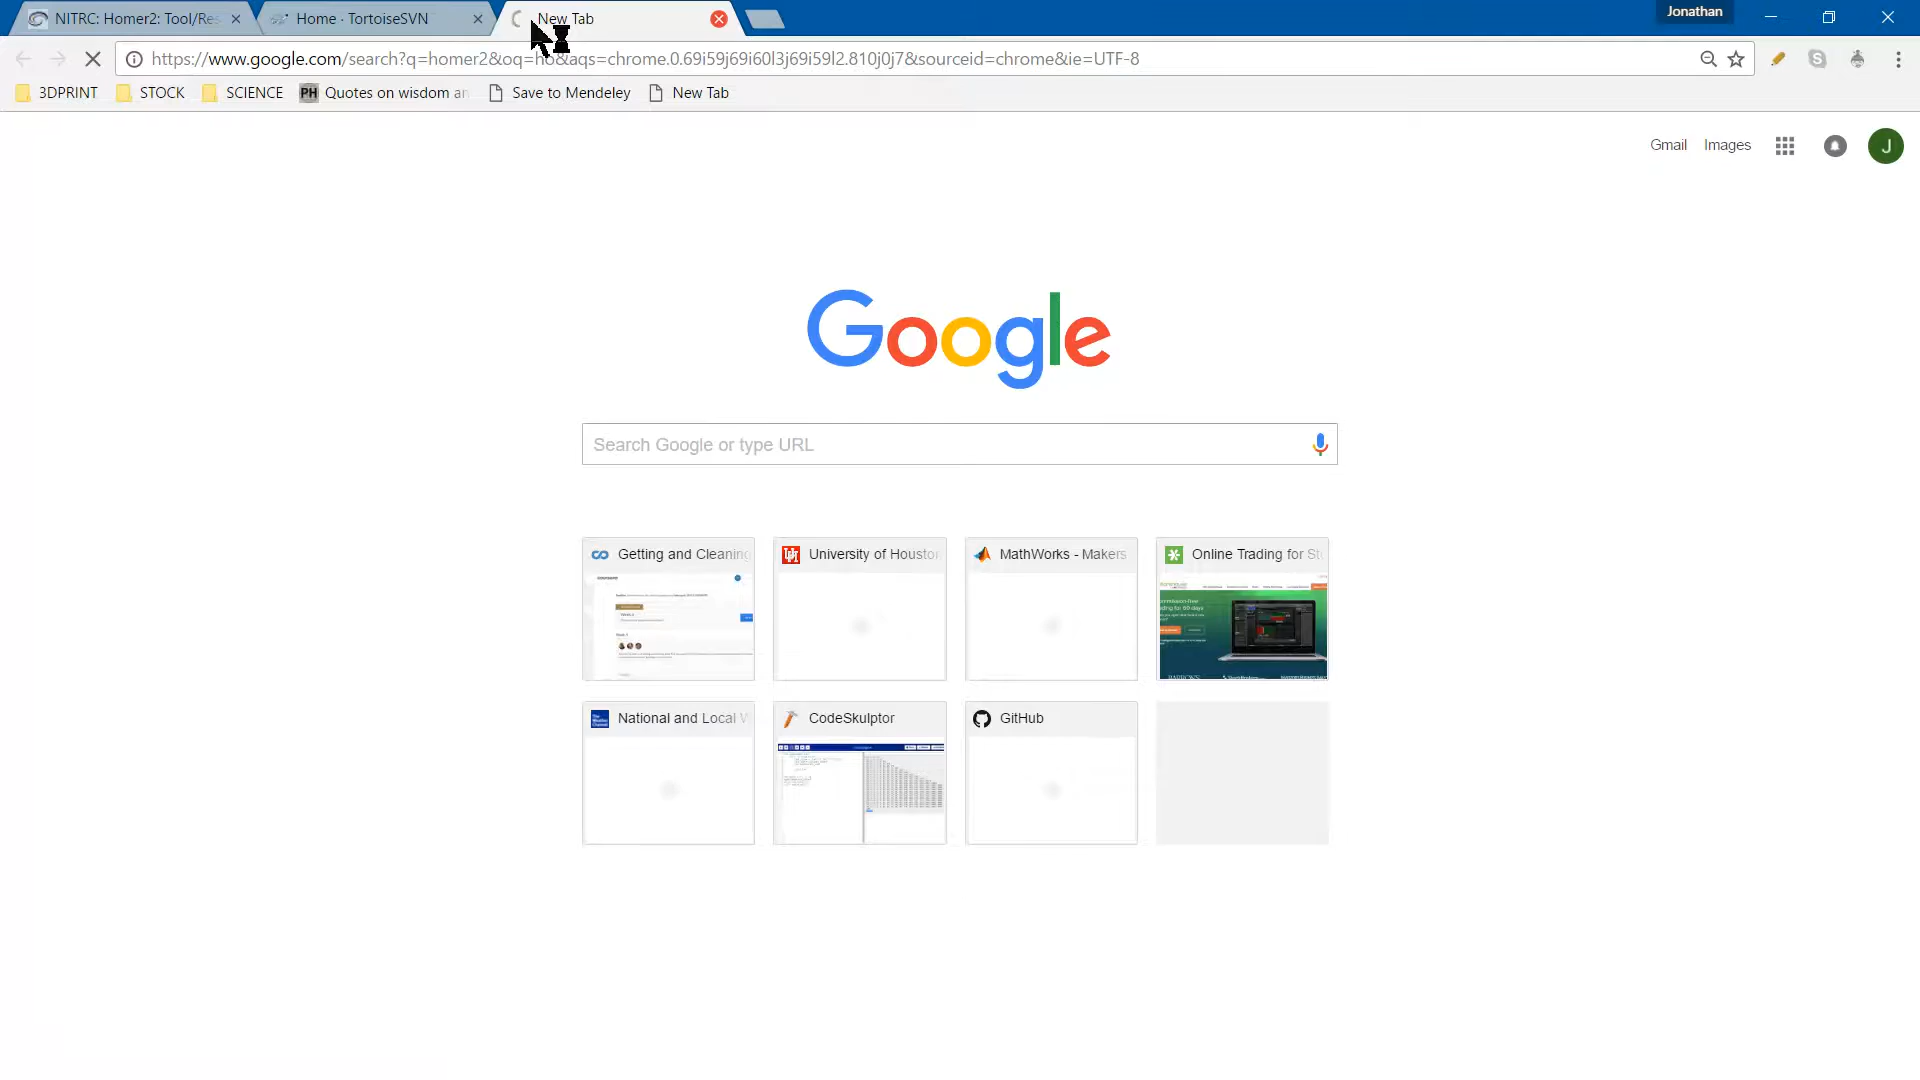 NITRC: Homer2: Tool/Res
Home · TortoiseSVN
New Tab
Jonathan
https://www.google.com/search?q=homer2&oq=ho&aqs=chrome.0.69i59j69i60l3j69i59l2.810j0j7&sourceid=chrome&ie=UTF-8
3DPRINT
STOCK
SCIENCE
PH Quotes on wisdom an
Save to Mendeley
New Tab
Gmail
Images
J
Google
Search Google or type URL
Getting and Cleaning
University of Houston
MathWorks - Makers
Online Trading for Sto
National and Local W
CodeSkulptor
GitHub